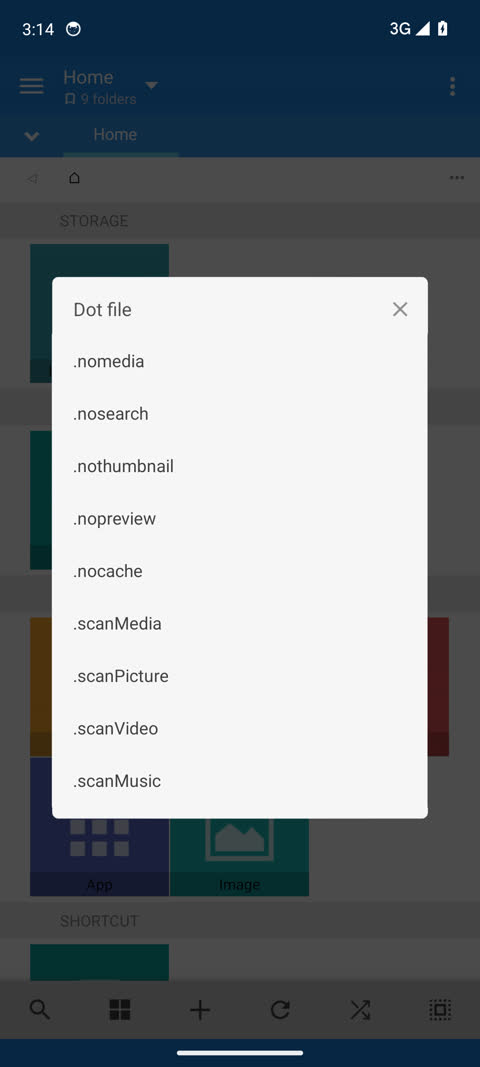 3:14
3G
Home
9 folders
Home
STORAGE
Dot file
.nomedia
.nosearch
.nothumbnail
.nopreview
.nocache
.scanMedia
.scanPicture
.scanVideo
.scanMusic
App
Image
SHORTCUT